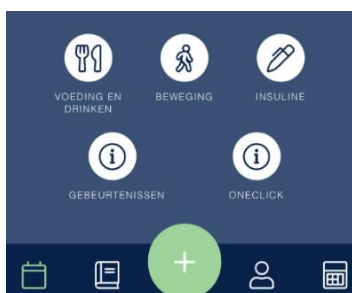 VOEDING EN
DRINKEN
BEWEGING
INSULINE
GEBEURTENISSEN
ONECLICK